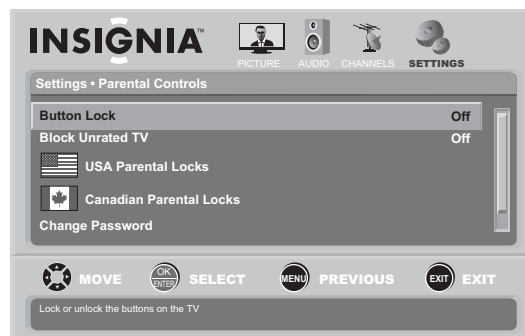 INSIGNIA™
PICTURE AUDIO CHANNELS SETTINGS
Settings • Parental Controls
Button Lock Off
Block Unrated TV Off
USA Parental Locks
Canadian Parental Locks
Change Password
MOVE OK ENTER SELECT MENU PREVIOUS EXIT EXIT
Lock or unlock the buttons on the TV